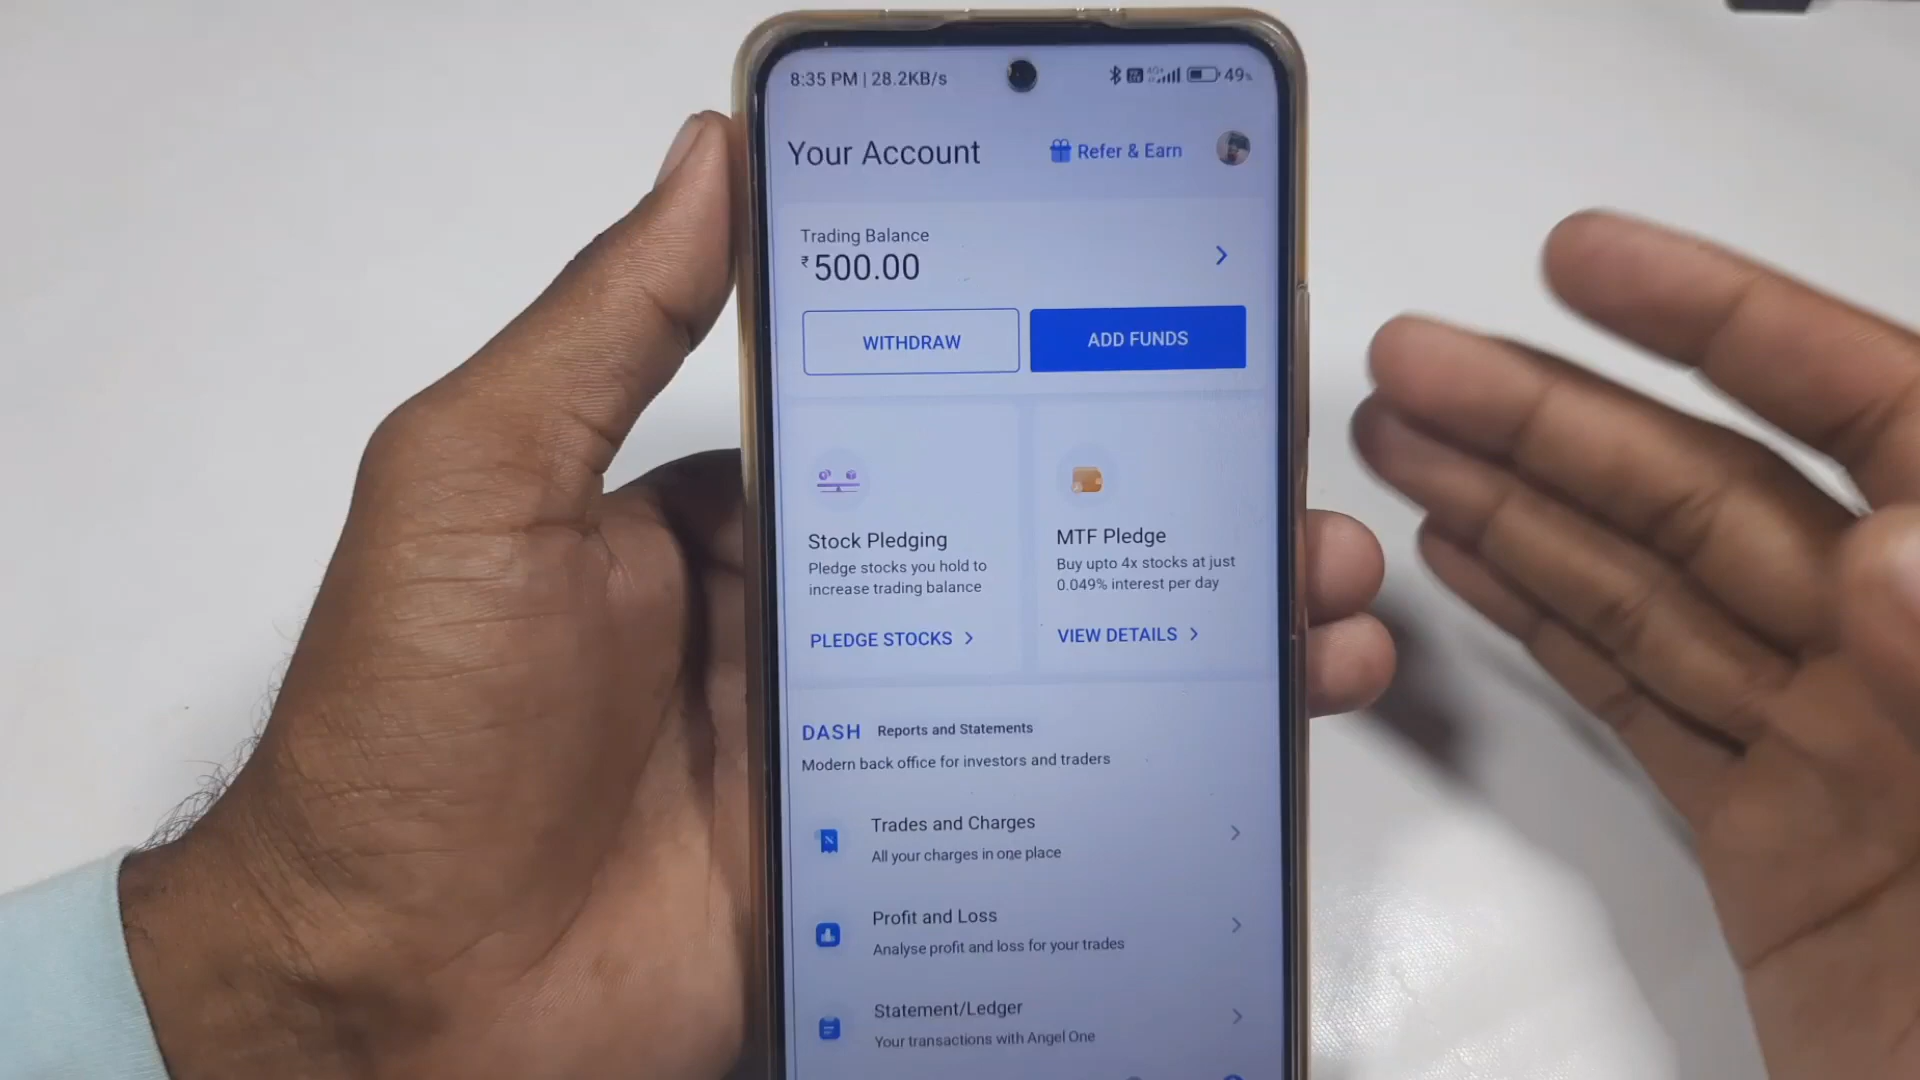 8:35 PM | 28.2KB/s
49%
Your Account
Refer & Earn
Trading Balance
₹500.00
WITHDRAW
ADD FUNDS
Stock Pledging
Pledge stocks you hold to
increase trading balance
PLEDGE STOCKS >
MTF Pledge
Buy upto 4x stocks at just
0.049% interest per day
VIEW DETAILS >
DASH Reports and Statements
Modern back office for investors and traders
Trades and Charges
All your charges in one place
Profit and Loss
Analyse profit and loss for your trades
Statement/Ledger
Your transactions with Angel One